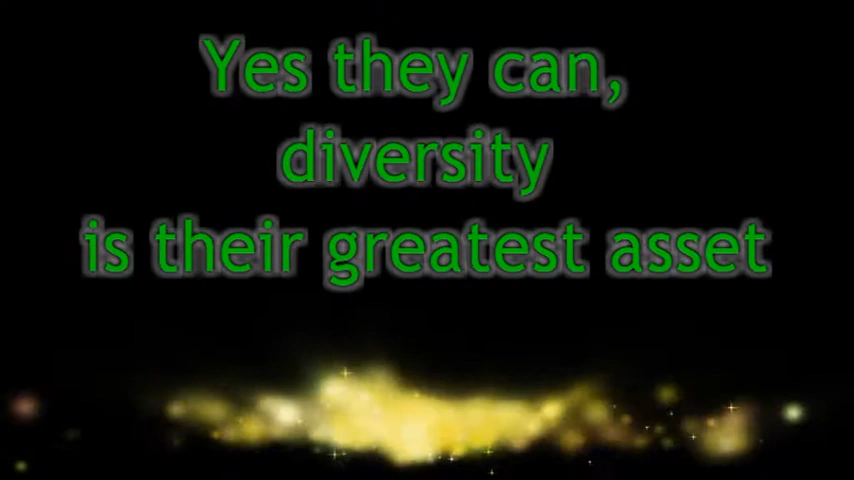 Yes they can,
diversity
is their greatest asset